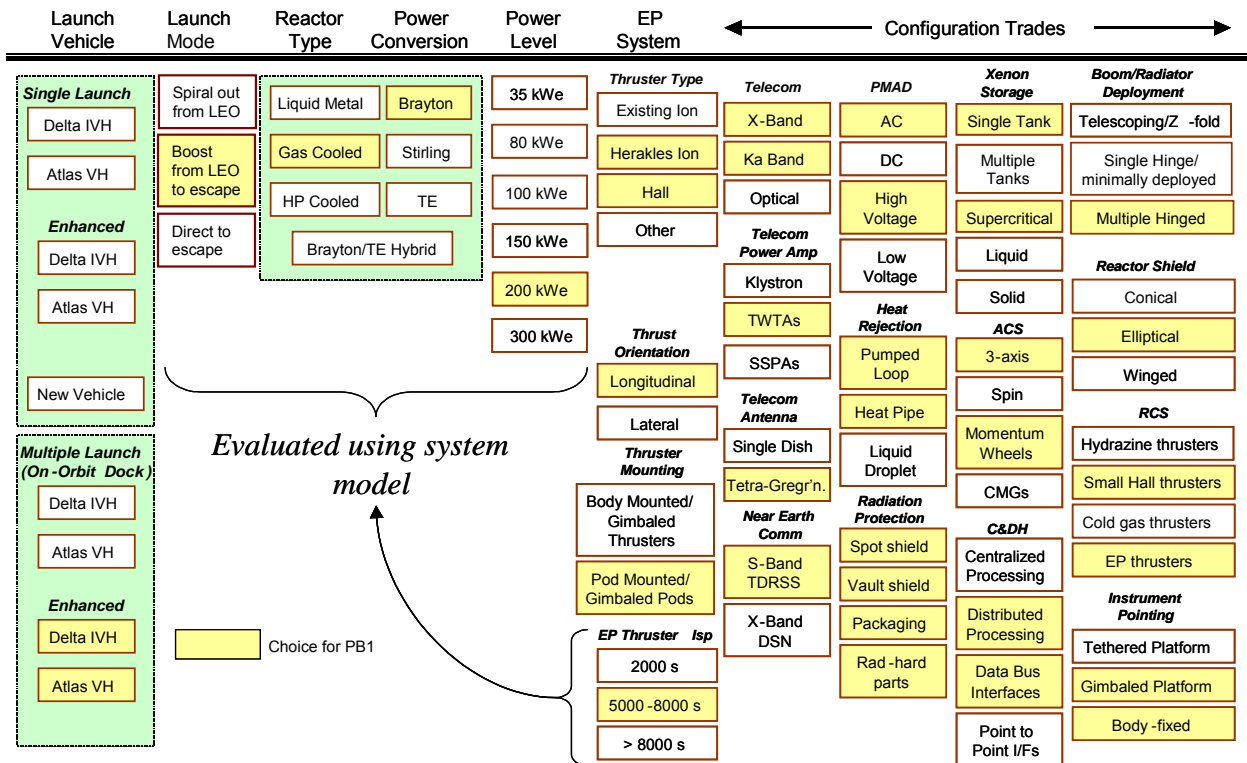 Launch
Vehicle
Launch
Mode
Reactor
Type
Power
Conversion
Power
Level
EP
System
Configuration Trades
Single Launch
Delta IVH
Atlas VH
Enhanced
Delta IVH
Atlas VH
New Vehicle
Multiple Launch
(On -Orbit Dock )
Delta IVH
Atlas VH
Enhanced
Delta IVH
Atlas VH
Spiral out
from LEO
Boost
from LEO
to escape
Direct to
escape
Liquid Metal
Brayton
Gas Cooled
Stirling
HP Cooled
TE
Brayton/TE Hybrid
35 kWe
80 kWe
100 kWe
150 kWe
200 kWe
300 kWe
Evaluated using system
model
Choice for PB1
Thruster Type
Existing Ion
Herakles Ion
Hall
Other
Thrust
Orientation
Longitudinal
Lateral
Thruster
Mounting
Body Mounted/
Gimbaled
Thrusters
Pod Mounted/
Gimbaled Pods
EP Thruster Isp
2000 s
5000 -8000 s
> 8000 s
Telecom
X-Band
Ka Band
Optical
Telecom
Power Amp
Klystron
TWTAs
SSPAs
Telecom
Antenna
Single Dish
Tetra-Gregr’n.
Near Earth
Comm
S-Band
TDRSS
X-Band
DSN
PMAD
AC
DC
High
Voltage
Low
Voltage
Heat
Rejection
Pumped
Loop
Heat Pipe
Liquid
Droplet
Radiation
Protection
Spot shield
Vault shield
Packaging
Rad -hard
parts
Xenon
Storage
Single Tank
Multiple
Tanks
Supercritical
Liquid
Solid
ACS
3-axis
Spin
Momentum
Wheels
CMGs
C&DH
Centralized
Processing
Distributed
Processing
Data Bus
Interfaces
Point to
Point I/Fs
Boom/Radiator
Deployment
Telescoping/Z -fold
Single Hinge/
minimally deployed
Multiple Hinged
Reactor Shield
Conical
Elliptical
Winged
RCS
Hydrazine thrusters
Small Hall thrusters
Cold gas thrusters
EP thrusters
Instrument
Pointing
Tethered Platform
Gimbaled Platform
Body -fixed